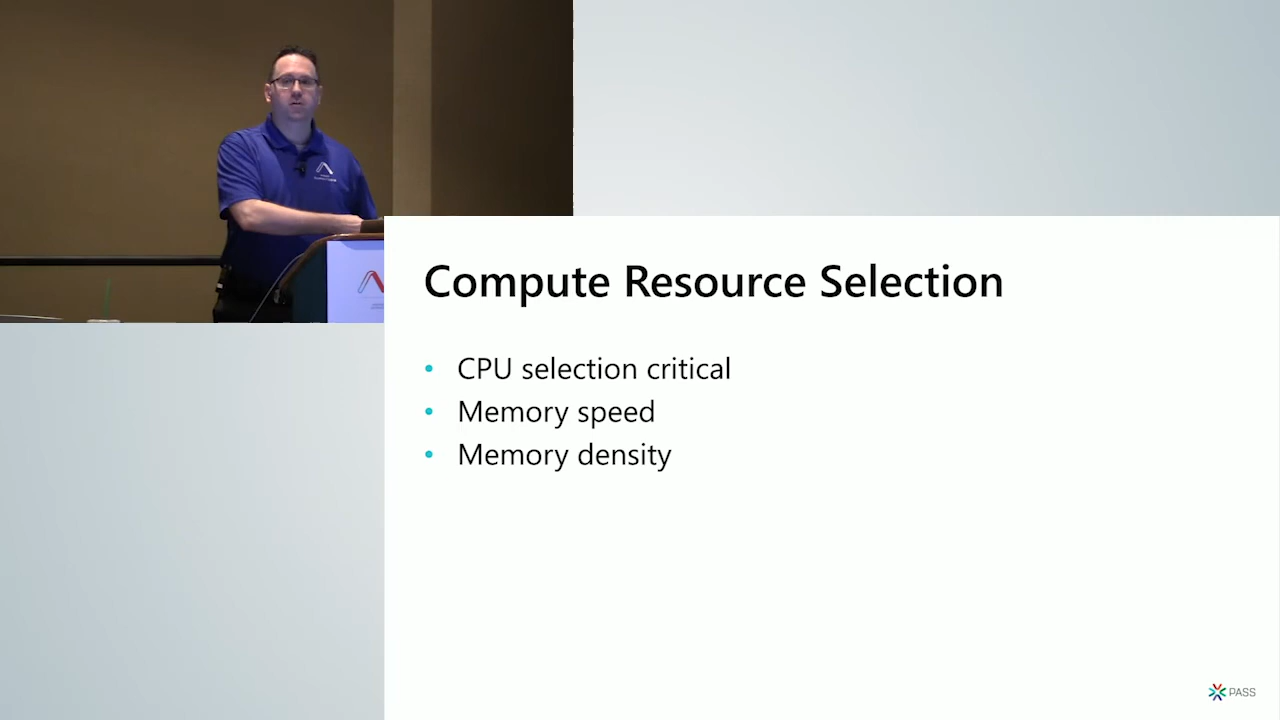 Compute Resource Selection
• CPU selection critical
• Memory speed
• Memory density
PASS